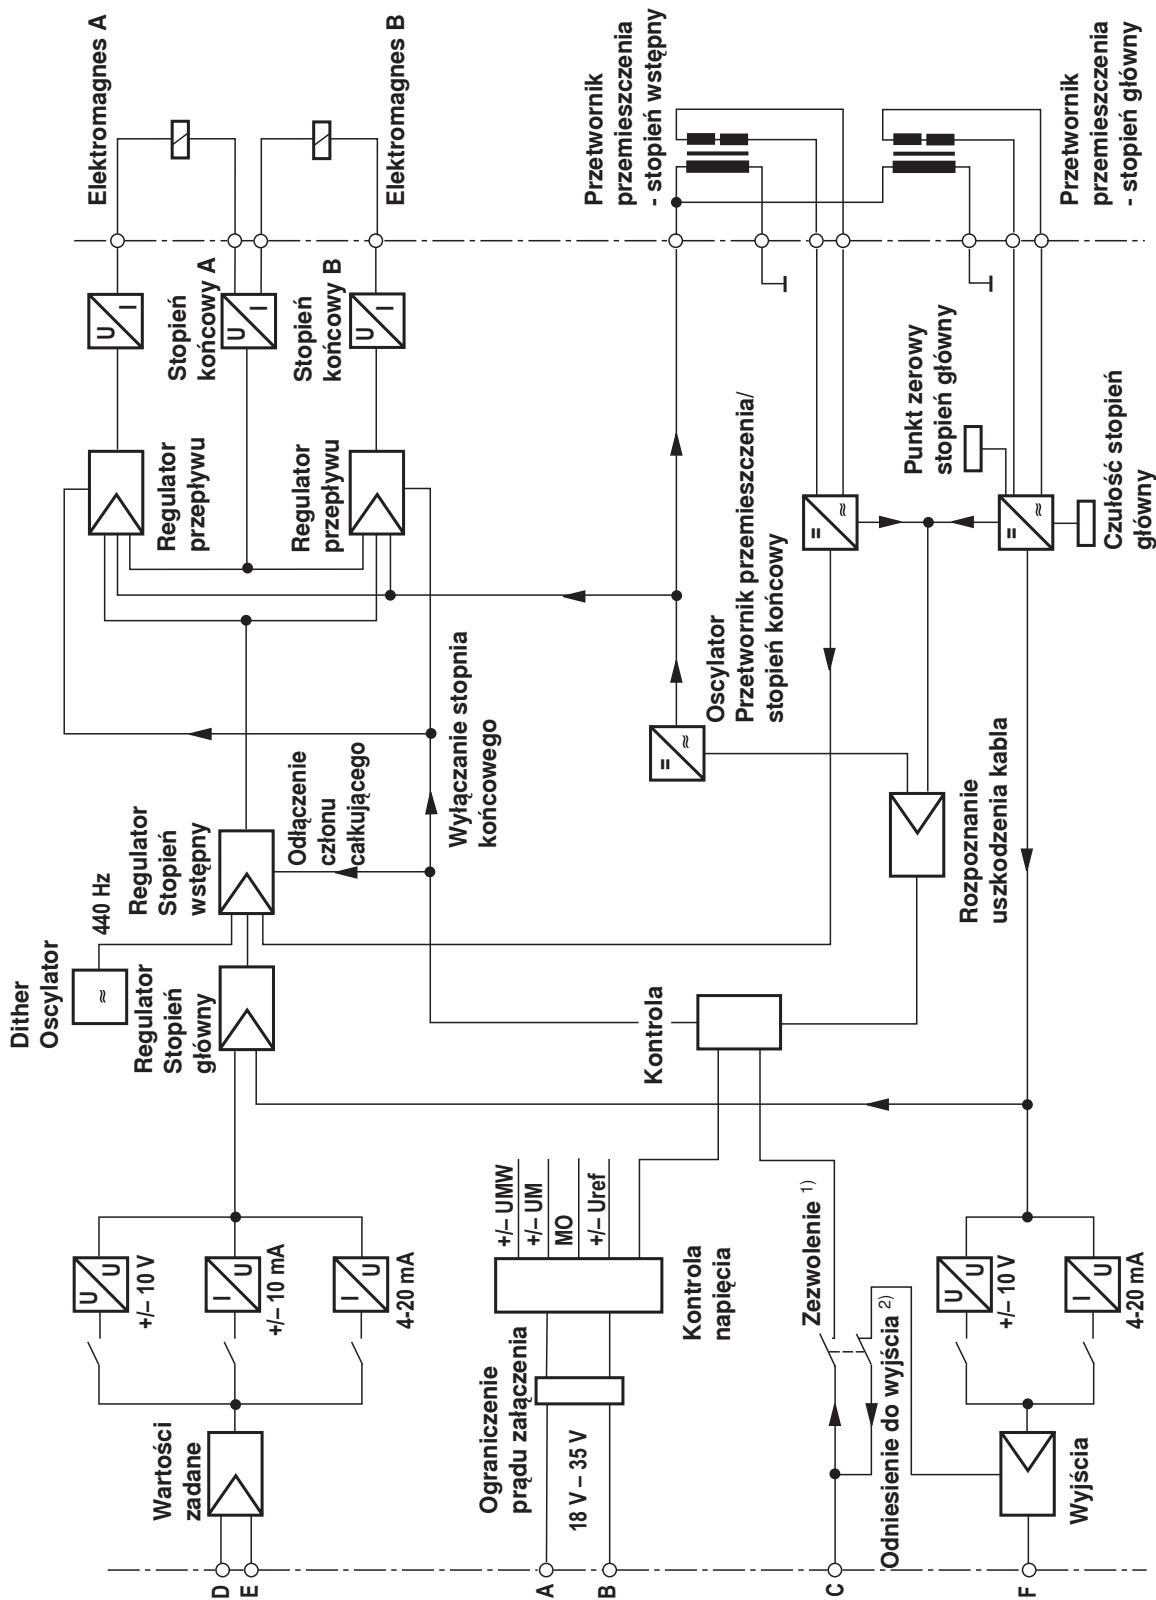 Dither
Oscylator
440 Hz
≈
Regulator
Stopień
główny
Regulator
Stopień
wstępny
Wartości
zadane
D
E
U
U
+/– 10 V
I
U
+/– 10 mA
I
U
4-20 mA
Odłączenie
członu
całkującego
Wyłączanie stopnia
końcowego
Regulator
przepływu
Regulator
przepływu
U
I
Stopień
końcowy A
U
I
Stopień
końcowy B
U
I
Elektromagnes A
Elektromagnes B
A
B
Ograniczenie
prądu załączenia
18 V – 35 V
+/– UMW
+/– UM
MO
+/– Uref
Kontrola
napięcia
Kontrola
=
≈
Oscylator
Przetwornik przemieszczenia/
stopień końcowy
Przetwornik
przemieszczenia
- stopień wstępny
C
Zezwolenie 1)
Odniesienie do wyjścia 2)
=
≈
Punkt zerowy
stopień główny
=
≈
Czułość stopień
główny
Rozpoznanie
uszkodzenia kabla
Przetwornik
przemieszczenia
- stopień główny
F
Wyjścia
U
U
+/– 10 V
I
U
4-20 mA